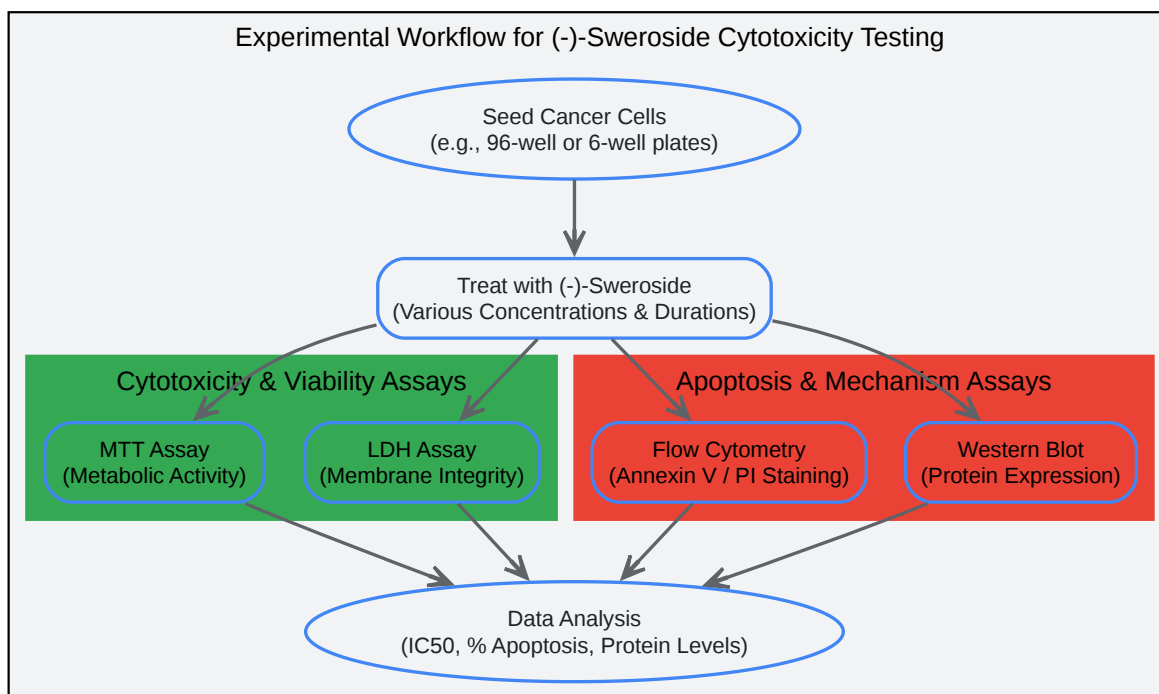 Experimental Workflow for (-)-Sweroside Cytotoxicity Testing
Seed Cancer Cells
(e.g., 96-well or 6-well plates)
Treat with (-)-Sweroside
(Various Concentrations & Durations)
Cytotoxicity & Viability Assays
MTT Assay
(Metabolic Activity)
LDH Assay
(Membrane Integrity)
Apoptosis & Mechanism Assays
Flow Cytometry
(Annexin V / PI Staining)
Western Blot
(Protein Expression)
Data Analysis
(IC50, % Apoptosis, Protein Levels)